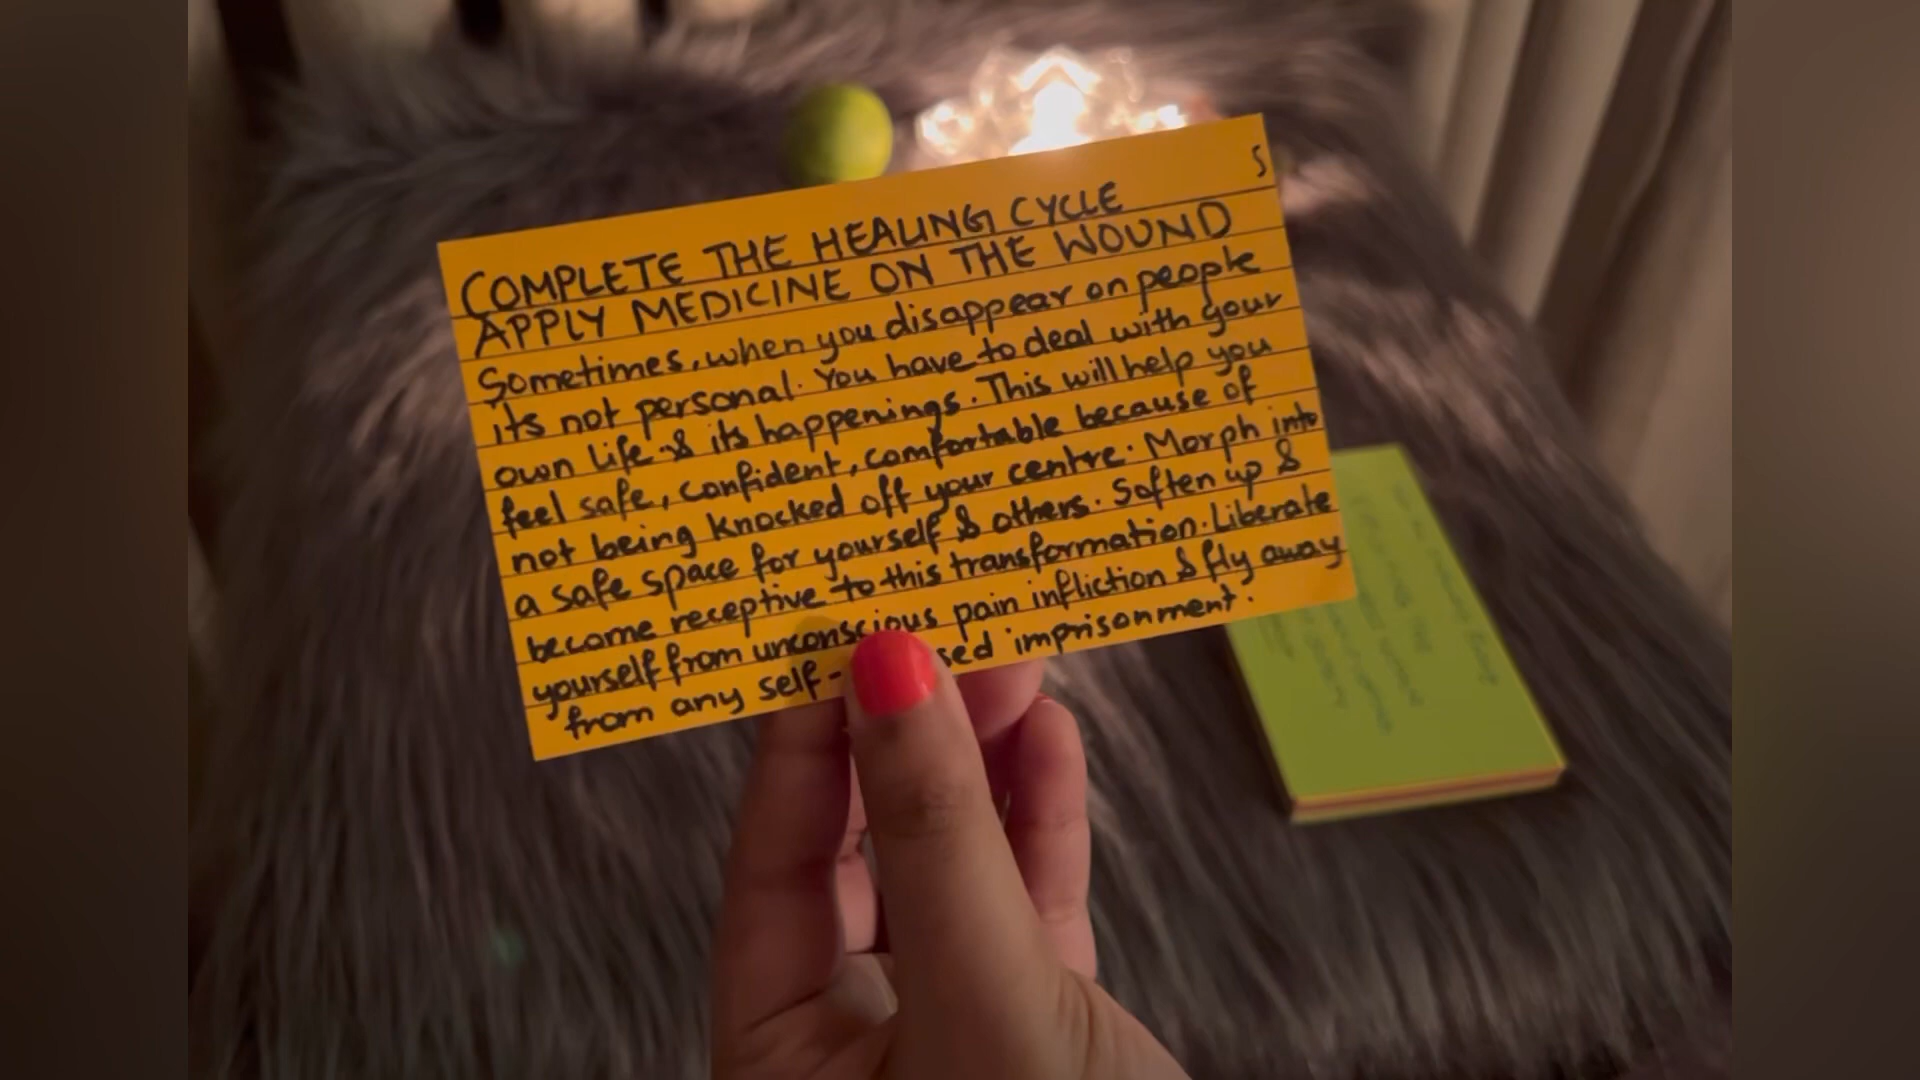 S
COMPLETE THE HEALING CYCLE
APPLY MEDICINE ON THE WOUND
Sometimes, when you disappear on people
its not personal. You have to deal with your
own life & its happenings. This will help you
feel safe, confident, comfortable because of
not being knocked off your centre. Morph into
a safe space for yourself & others. Soften up &
become receptive to this transformation. Liberate
yourself from unconscious pain infliction & fly away
from any self- sed imprisonment.